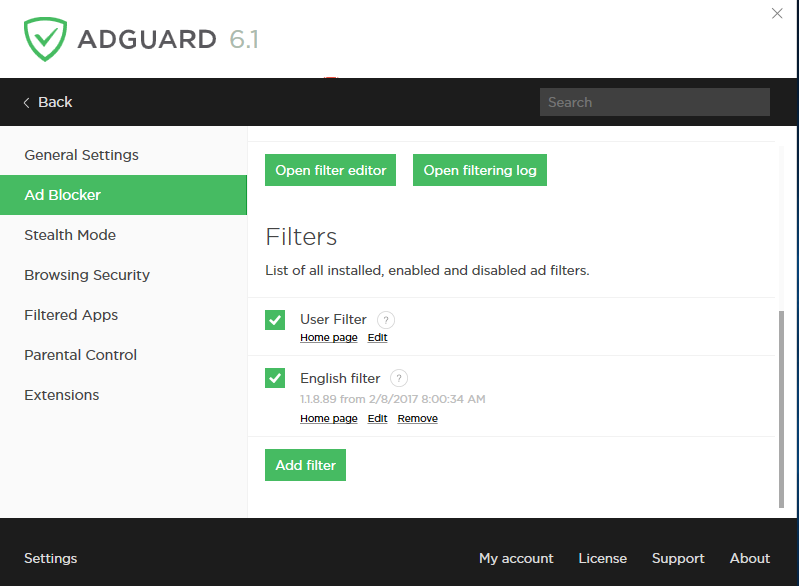 ADGUARD 6.1
Back
Search
General Settings
Ad Blocker
Stealth Mode
Browsing Security
Filtered Apps
Parental Control
Extensions
Open filter editor Open filtering log
Filters
List of all installed, enabled and disabled ad filters.
User Filter ?
Home page Edit
English filter ?
1.1.8.89 from 2/8/2017 8:00:34 AM
Home page Edit Remove
Add filter
Settings My account License Support About